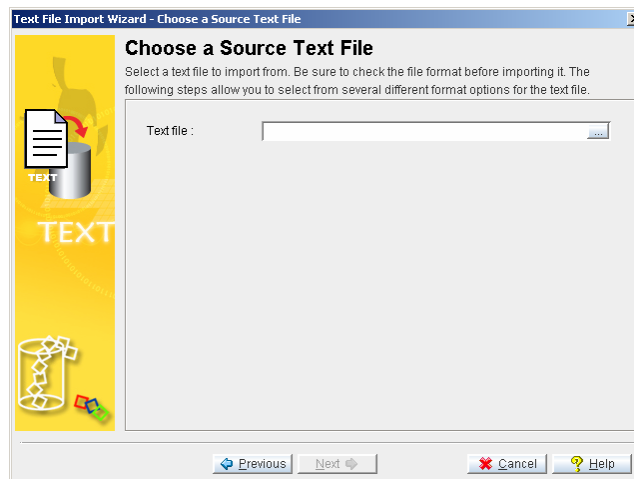 Text File Import Wizard - Choose a Source Text File
Choose a Source Text File
Select a text file to import from. Be sure to check the file format before importing it. The
following steps allow you to select from several different format options for the text file.
Text file :
...
TEXT
TEXT
Previous
Next
Cancel
Help